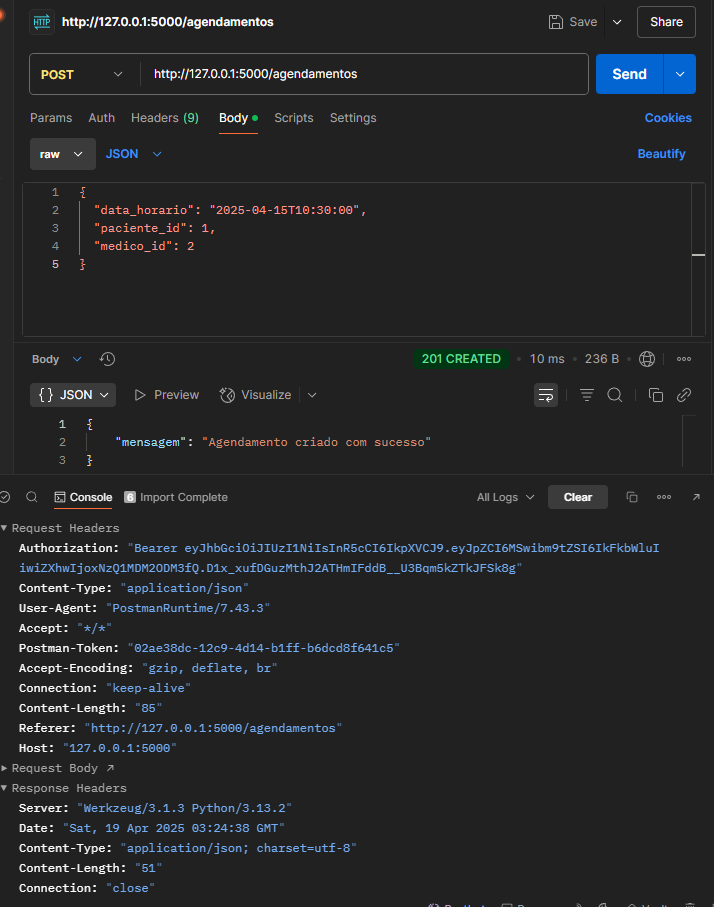 HTTP http://127.0.0.1:5000/agendamentos Save Share
POST http://127.0.0.1:5000/agendamentos Send
Params Auth Headers (9) Body Scripts Settings Cookies
raw JSON Beautify
1 {
2 "data_horario": "2025-04-15T10:30:00",
3 "paciente_id": 1,
4 "medico_id": 2
5 }
Body 201 CREATED • 10 ms • 236 B
{} JSON Preview Visualize
1 {
2 "mensagem": "Agendamento criado com sucesso"
3 }
Console 6 Import Complete All Logs Clear
Request Headers
Authorization: "Bearer eyJhbGciOiJIUzI1NiIsInR5cCI6IkpXVCJ9.eyJpZCI6MSwibm9tZSI6IkFkbWluI
iwiZXhwIjoxNzQ1MDM2ODM3fQ.D1x_xufDGuzMthJ2ATHmIFddB__U3Bqm5kZTkJFSk8g"
Content-Type: "application/json"
User-Agent: "PostmanRuntime/7.43.3"
Accept: "*/*"
Postman-Token: "02ae38dc-12c9-4d14-b1ff-b6dcd8f641c5"
Accept-Encoding: "gzip, deflate, br"
Connection: "keep-alive"
Content-Length: "85"
Referer: "http://127.0.0.1:5000/agendamentos"
Host: "127.0.0.1:5000"
Request Body
Response Headers
Server: "Werkzeug/3.1.3 Python/3.13.2"
Date: "Sat, 19 Apr 2025 03:24:38 GMT"
Content-Type: "application/json; charset=utf-8"
Content-Length: "51"
Connection: "close"